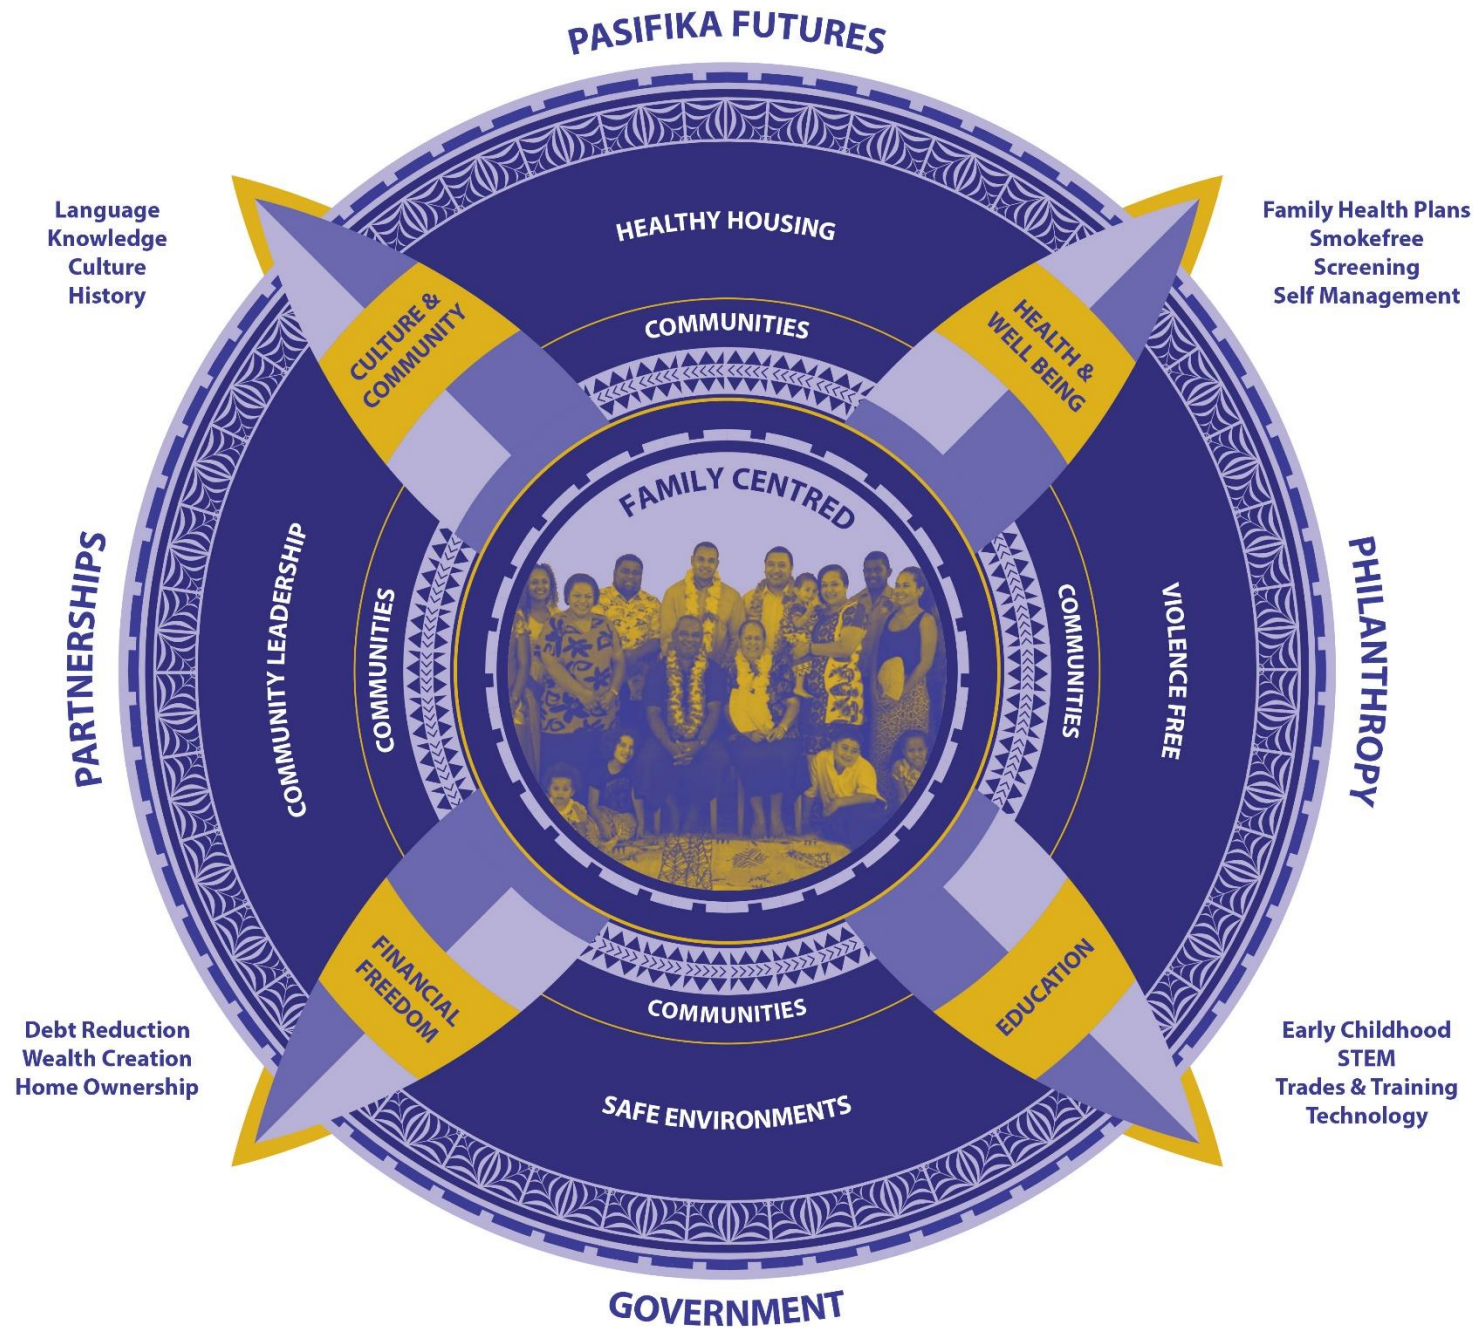 PASIFIKA FUTURES
Language
Knowledge
Culture
History
Family Health Plans
Smokefree
Screening
Self Management
HEALTHY HOUSING
COMMUNITIES
CULTURE &
COMMUNITY
HEALTH &
WELL BEING
FAMILY CENTRED
PARTNERSHIPS
COMMUNITY LEADERSHIP
COMMUNITIES
COMMUNITIES
VIOLENCE FREE
PHILANTHROPY
FINANCIAL
FREEDOM
EDUCATION
COMMUNITIES
SAFE ENVIRONMENTS
Debt Reduction
Wealth Creation
Home Ownership
Early Childhood
STEM
Trades & Training
Technology
GOVERNMENT